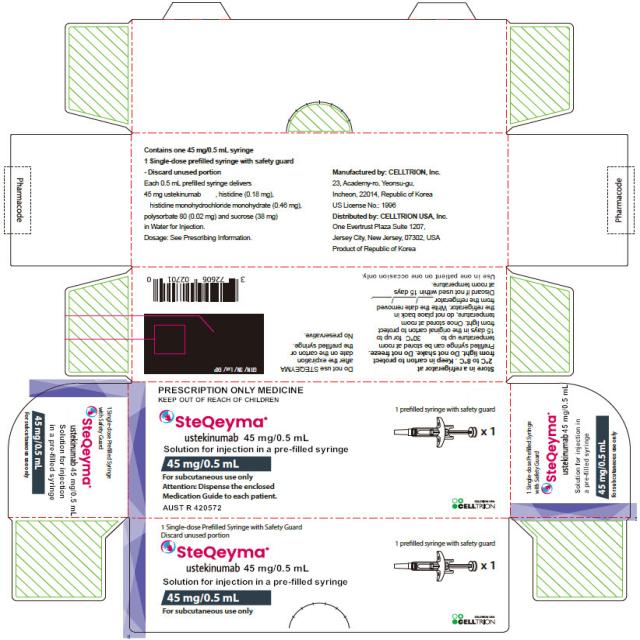 Contains one 45 mg/0.5 mL syringe
1 Single-dose prefilled syringe with safety guard
- Discard unused portion
Each 0.5 mL prefilled syringe delivers
45 mg ustekinumab , histidine (0.18 mg),
histidine monohydrochloride monohydrate (0.46 mg),
polysorbate 80 (0.02 mg) and sucrose (38 mg)
in Water for Injection.
Dosage: See Prescribing Information.
Manufactured by: CELLTRION, Inc.
23, Academy-ro, Yeonsu-gu,
Incheon, 22014, Republic of Korea
US License No.: 1996
Distributed by: CELLTRION USA, Inc.
One Evertrust Plaza Suite 1207,
Jersey City, New Jersey, 07302, USA
Product of Republic of Korea
Pharmacode
Pharmacode
Store in a refrigerator at
2°C to 8°C . Keep in carton to protect
from light. Do not shake. Do not freeze.
Prefilled syringe can be stored at room
temperature up to 30°C for up to
15 days in the original carton to protect
from light. Once stored at room
temperature, do not place back in
the refrigerator. Write the date removed
from the refrigerator: ____/____/____
Discard if not used within 15 days
at room temperature.
Use in one patient on one occasion only.
Do not use STEQEYMA
after the expiration
date on the carton or
the prefilled syringe.
No preservative.
3 72606 02701 0
PRESCRIPTION ONLY MEDICINE
KEEP OUT OF REACH OF CHILDREN
SteQeyma®
ustekinumab 45 mg/0.5 mL
Solution for injection in a pre-filled syringe
45 mg/0.5 mL
For subcutaneous use only
Attention: Dispense the enclosed
Medication Guide to each patient.
AUST R 420572
1 prefilled syringe with safety guard
x 1
CELLTRION USA
CELLTRION
1 Single-dose Prefilled Syringe with Safety Guard
Discard unused portion
SteQeyma®
ustekinumab 45 mg/0.5 mL
Solution for injection in a pre-filled syringe
45 mg/0.5 mL
For subcutaneous use only
1 prefilled syringe with safety guard
x 1
CELLTRION USA
CELLTRION
1 Single-dose Prefilled Syringe
with Safety Guard
SteQeyma®
ustekinumab 45 mg/0.5 mL
Solution for injection
in a pre-filled syringe
45 mg/0.5 mL
For subcutaneous use only
1 Single-dose Prefilled Syringe
with Safety Guard
SteQeyma®
ustekinumab 45 mg/0.5 mL
Solution for injection in
a pre-filled syringe
45 mg/0.5 mL
For subcutaneous use only